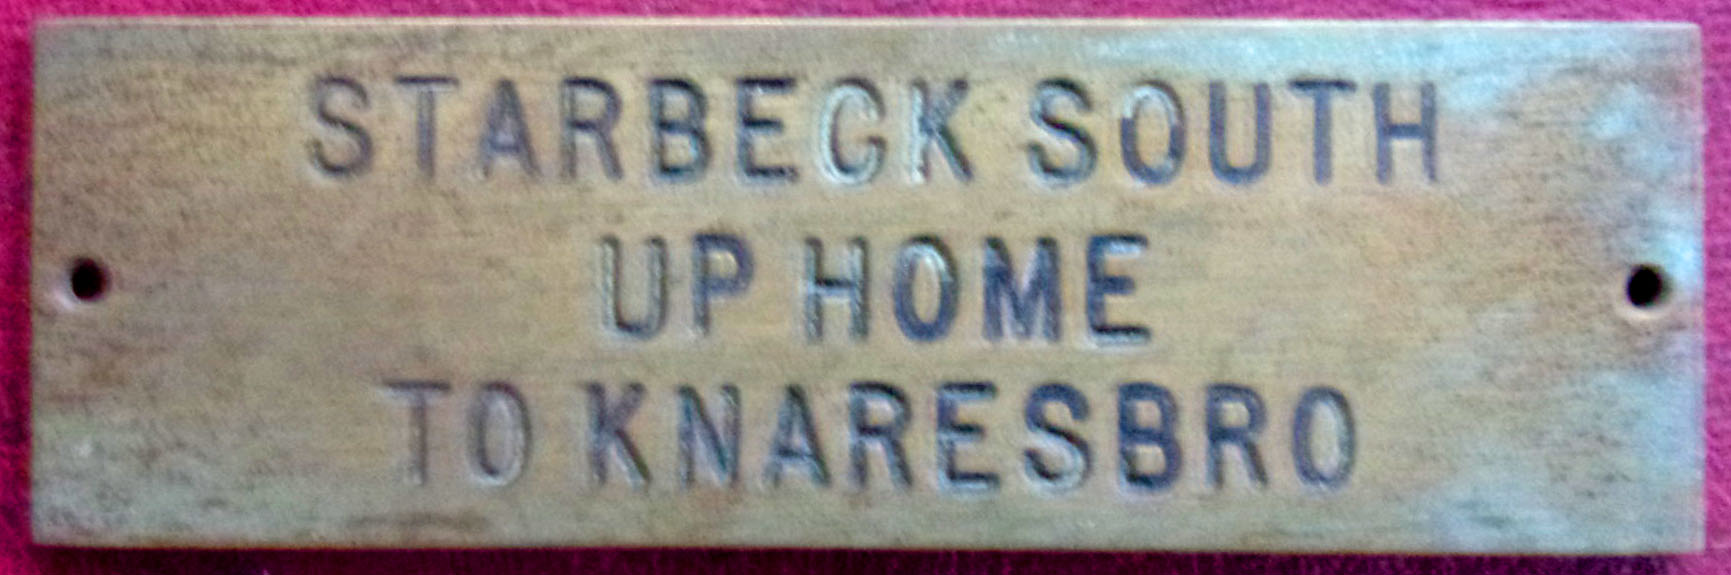 STARBECK SOUTH
UP HOME
TO KNARESBRO